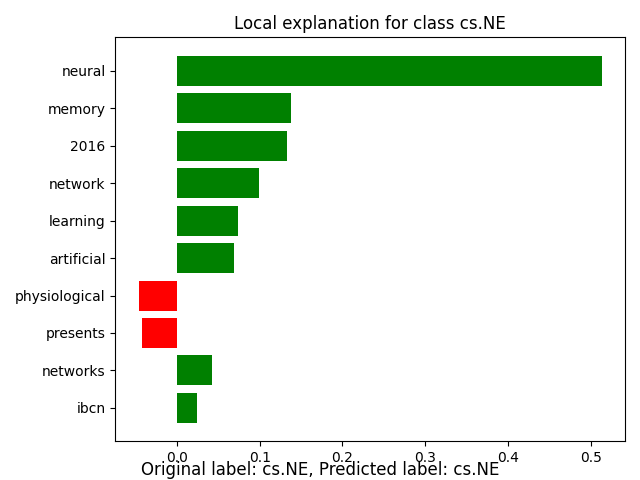 Local explanation for class cs.NE
neural
memory
2016
network
learning
artificial
physiological
presents
networks
ibcn
0.0 0.1 0.2 0.3 0.4 0.5
Original label: cs.NE, Predicted label: cs.NE